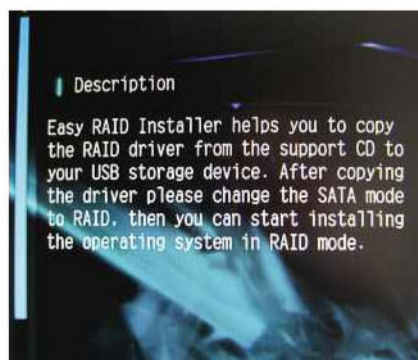 Description
Easy RAID Installer helps you to copy
the RAID driver from the support CD to
your USB storage device. After copying
the driver please change the SATA mode
to RAID. then you can start installing
the operating system in RAID mode.